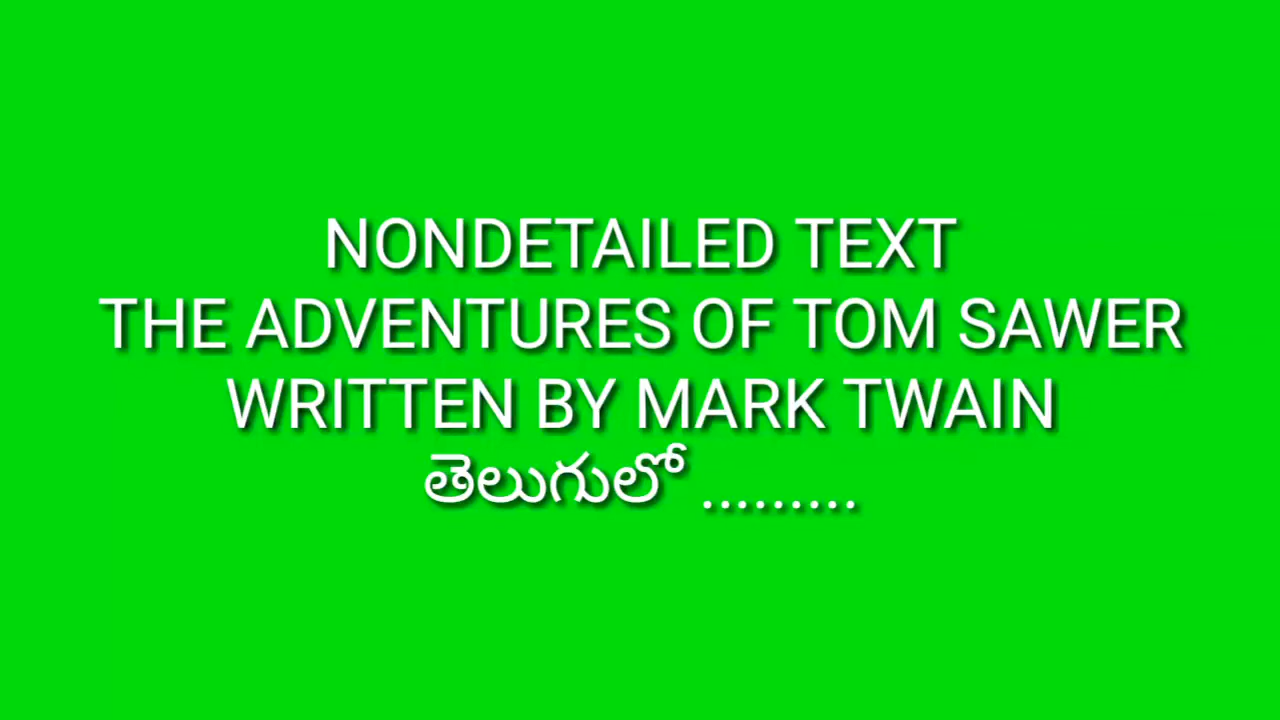 NONDETAILED TEXT
THE ADVENTURES OF TOM SAWER
WRITTEN BY MARK TWAIN
తెలుగులో .........